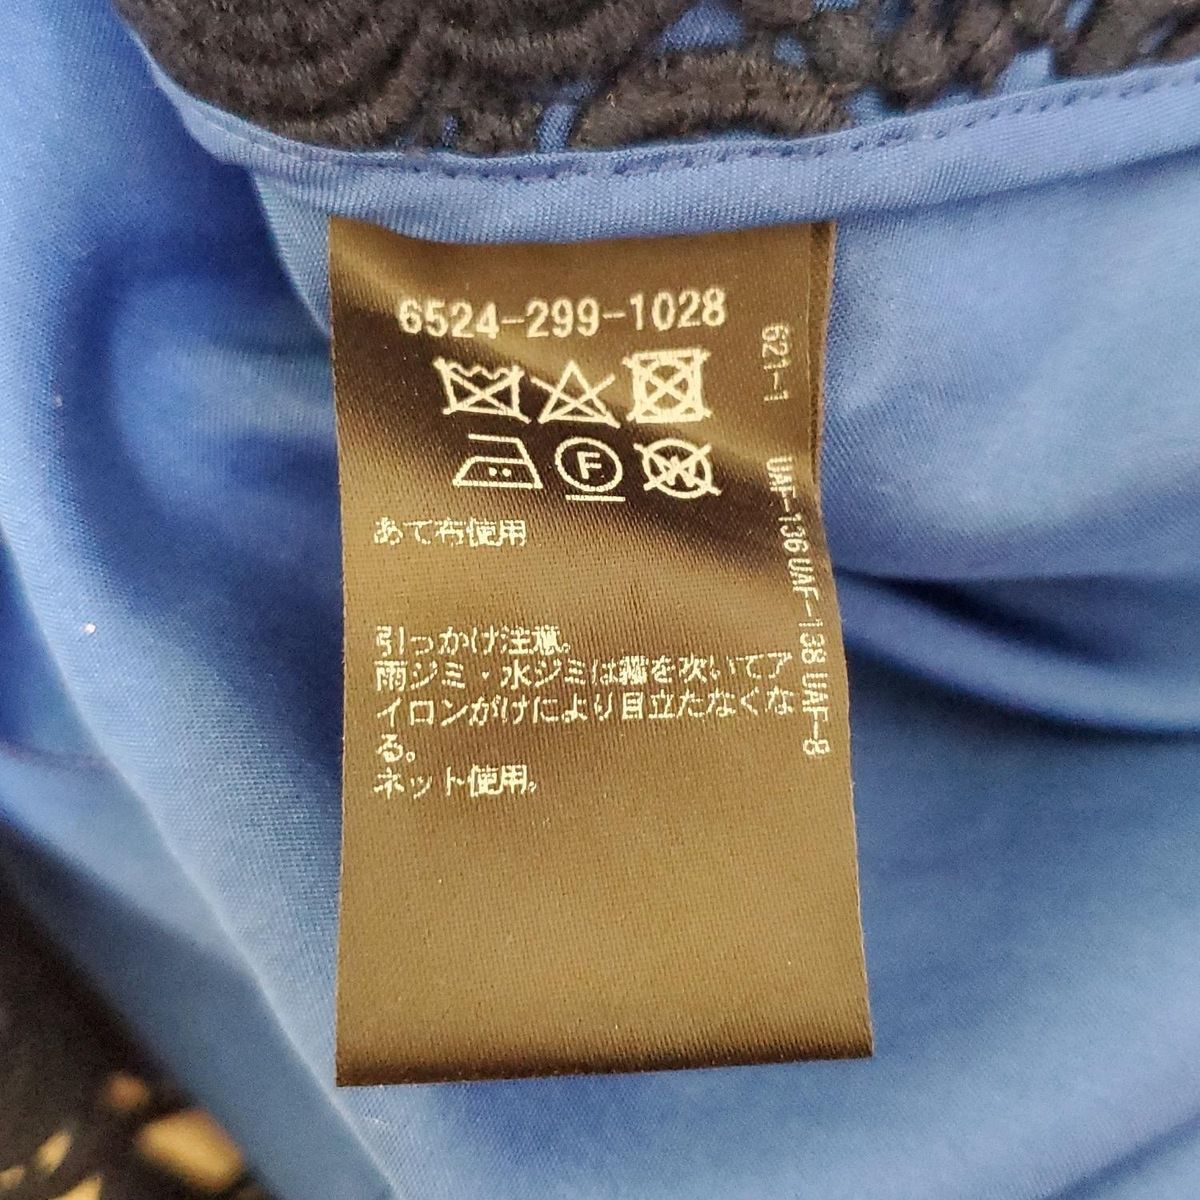 6524-299-1028
F
W
あて布使用
引っかけ注意。
雨ジミ・水ジミは霧を吹いてア
イロンがけにより目立たなくな
る。
ネット使用。
621-1 UAF-136 UAF-138 UAF-8